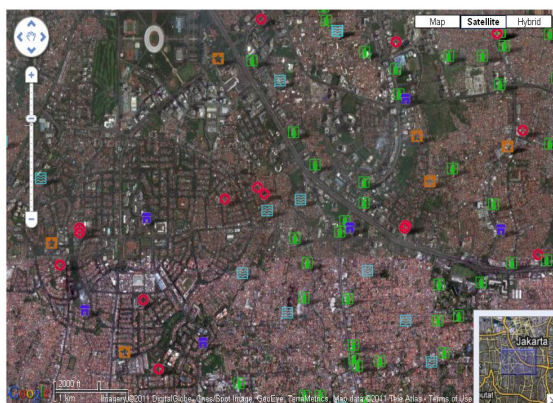 Map Satellite Hybrid
Jakarta
utat
2000 ft
1 km
Google
Imagery ©2011 DigitalGlobe, Cnes/Spot Image, GeoEye, TerraMetrics, Map data ©2011 Tele Atlas - Terms of Use